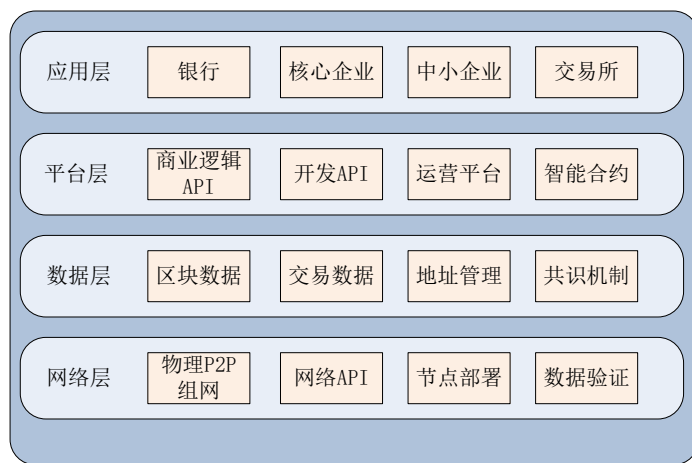 应用层 银行 核心企业 中小企业 交易所
平台层 商业逻辑API 开发API 运营平台 智能合约
数据层 区块数据 交易数据 地址管理 共识机制
网络层 物理P2P组网 网络API 节点部署 数据验证